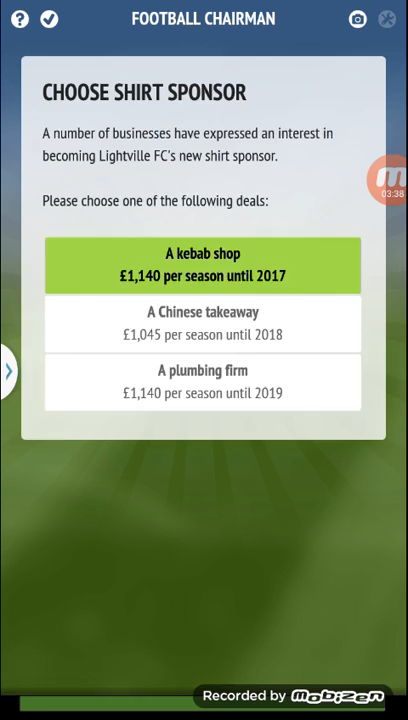 FOOTBALL CHAIRMAN
CHOOSE SHIRT SPONSOR
A number of businesses have expressed an interest in
becoming Lightville FC's new shirt sponsor.
Please choose one of the following deals:
03:38
A kebab shop
£1,140 per season until 2017
A Chinese takeaway
£1,045 per season until 2018
A plumbing firm
£1,140 per season until 2019
Recorded by mobizen